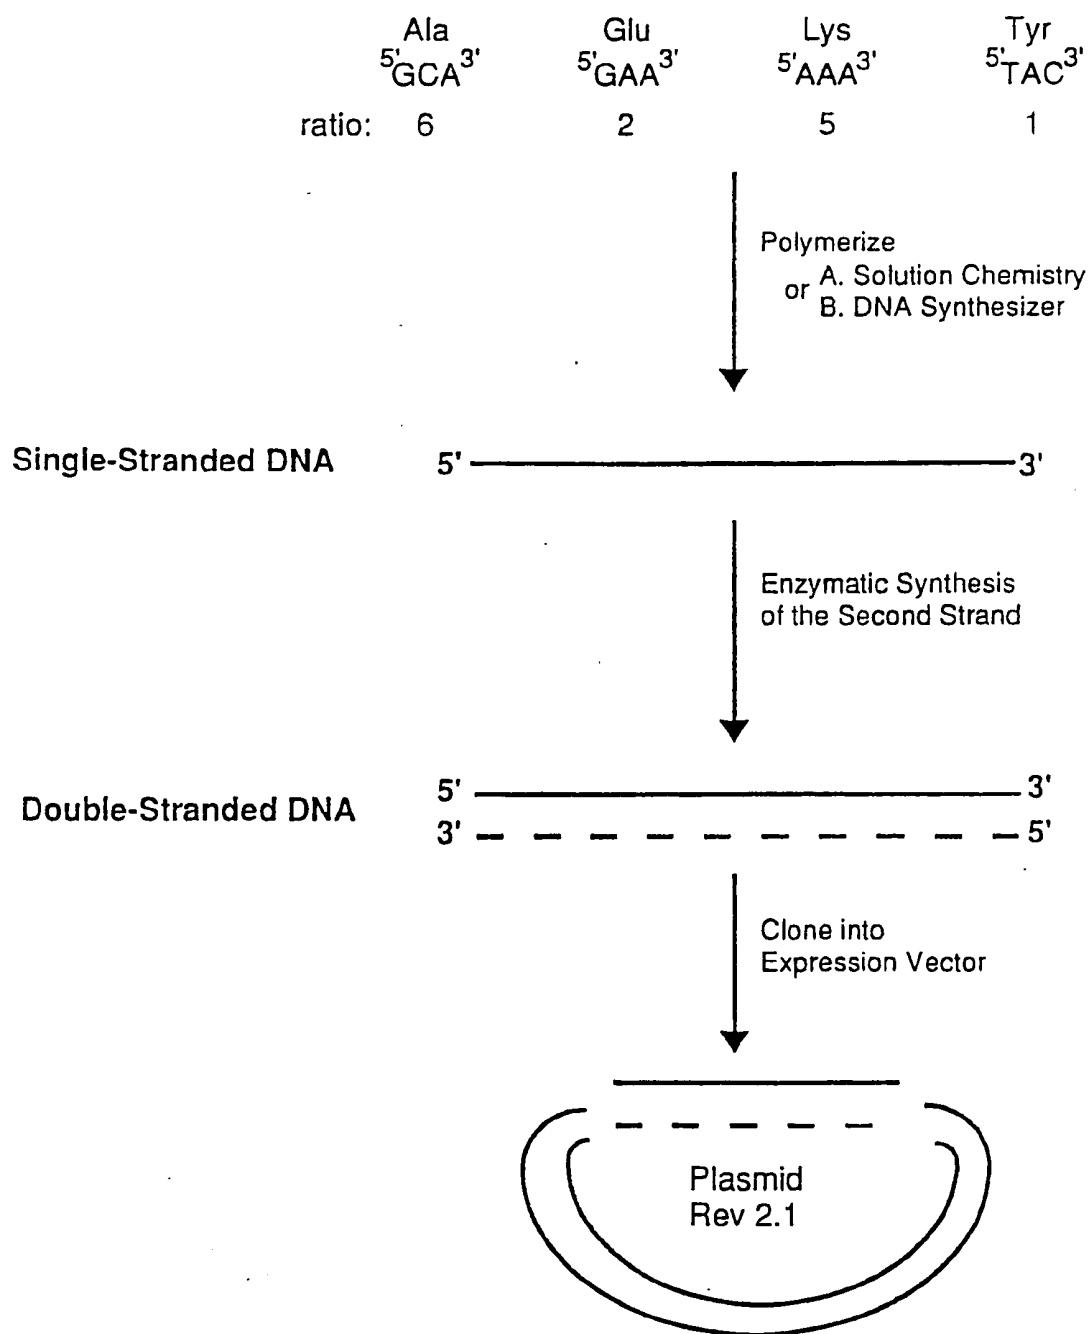 Ala Glu Lys Tyr
5'GCA3' 5'GAA3' 5'AAA3' 5'TAC3'
ratio: 6 2 5 1
Polymerize
or A. Solution Chemistry
B. DNA Synthesizer
Single-Stranded DNA 5' 3'
Enzymatic Synthesis
of the Second Strand
5' 3'
Double-Stranded DNA
3' 5'
Clone into
Expression Vector
Plasmid
Rev 2.1